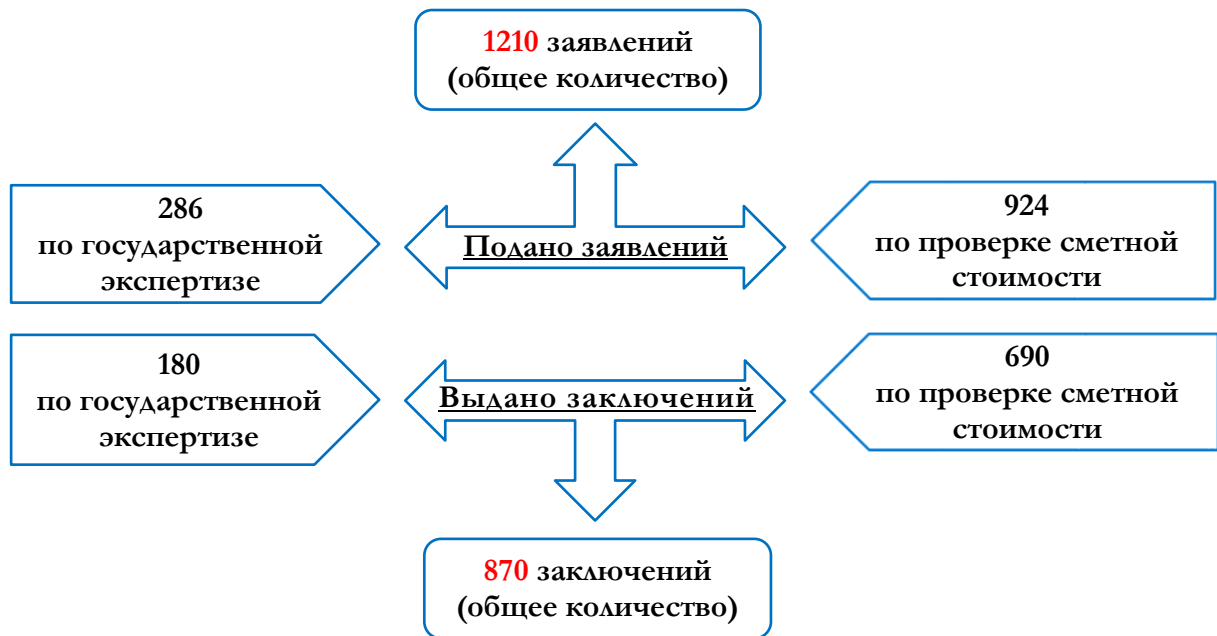 1210 заявлений
(общее количество)
286
по государственной
экспертизе
Подано заявлений
924
по проверке сметной
стоимости
180
по государственной
экспертизе
Выдано заключений
690
по проверке сметной
стоимости
870 заключений
(общее количество)